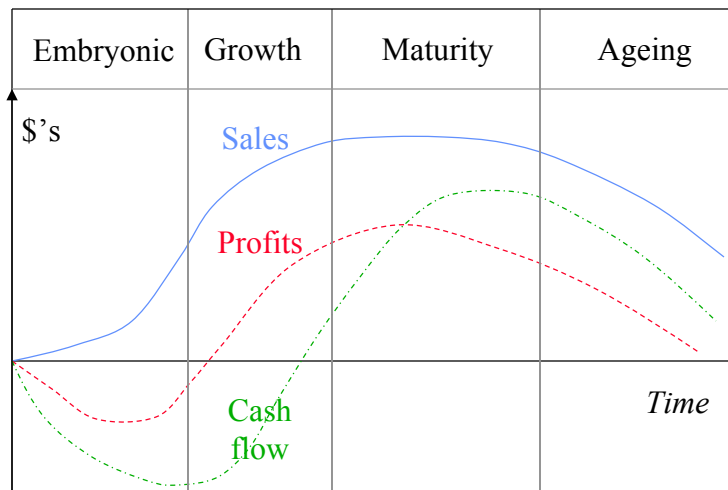 Embryonic
Growth
Maturity
Ageing
$'s
Sales
Profits
Cash
flow
Time